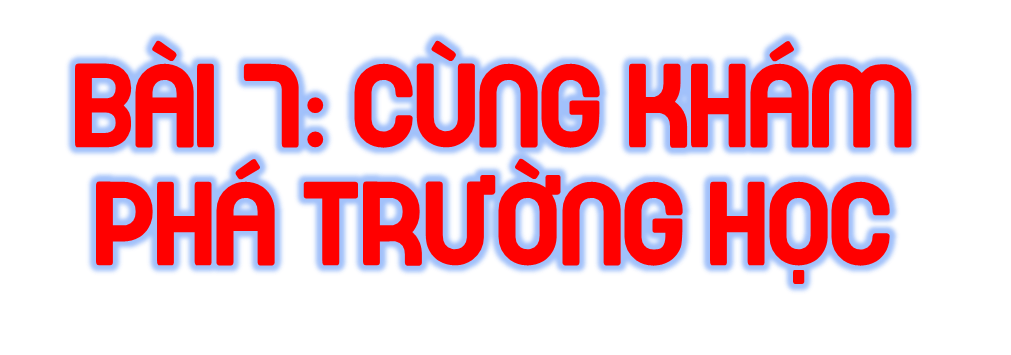 BÀI 7: CÙNG KHÁM
PHÁ TRƯỜNG HỌC